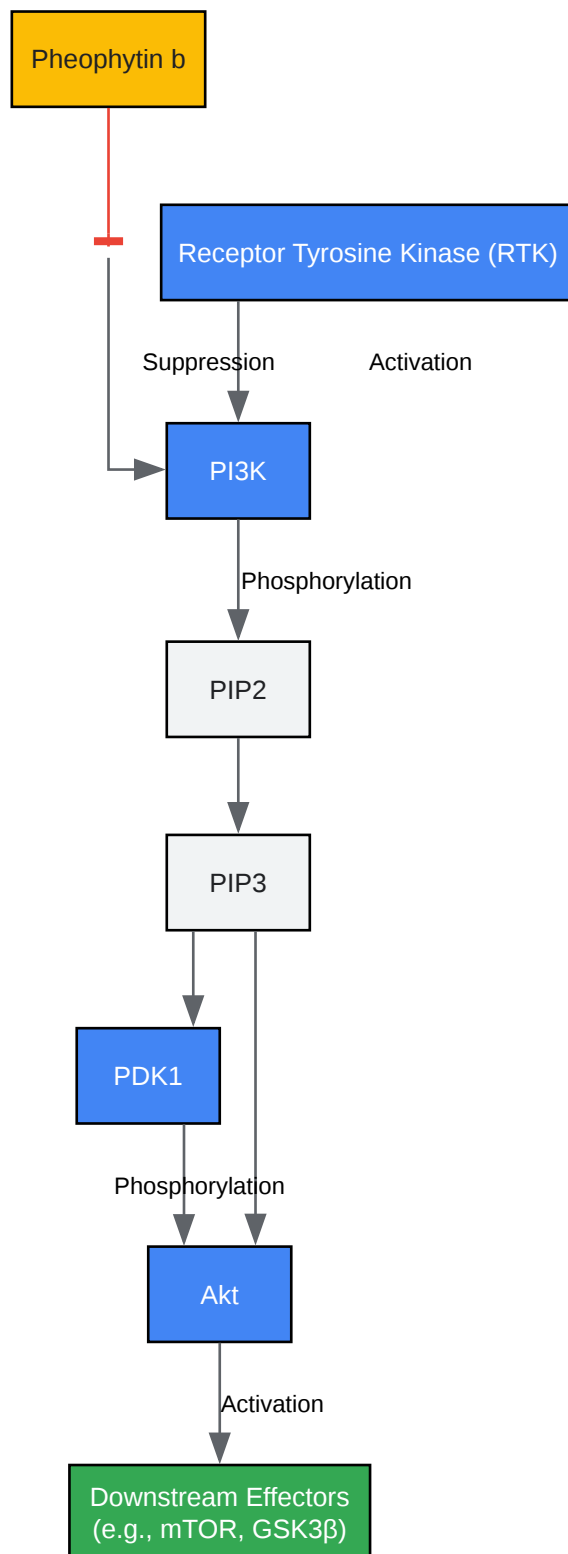 Pheophytin b
Receptor Tyrosine Kinase (RTK)
Suppression
Activation
PI3K
Phosphorylation
PIP2
PIP3
PDK1
Phosphorylation
Akt
Activation
Downstream Effectors
(e.g., mTOR, GSK3β)